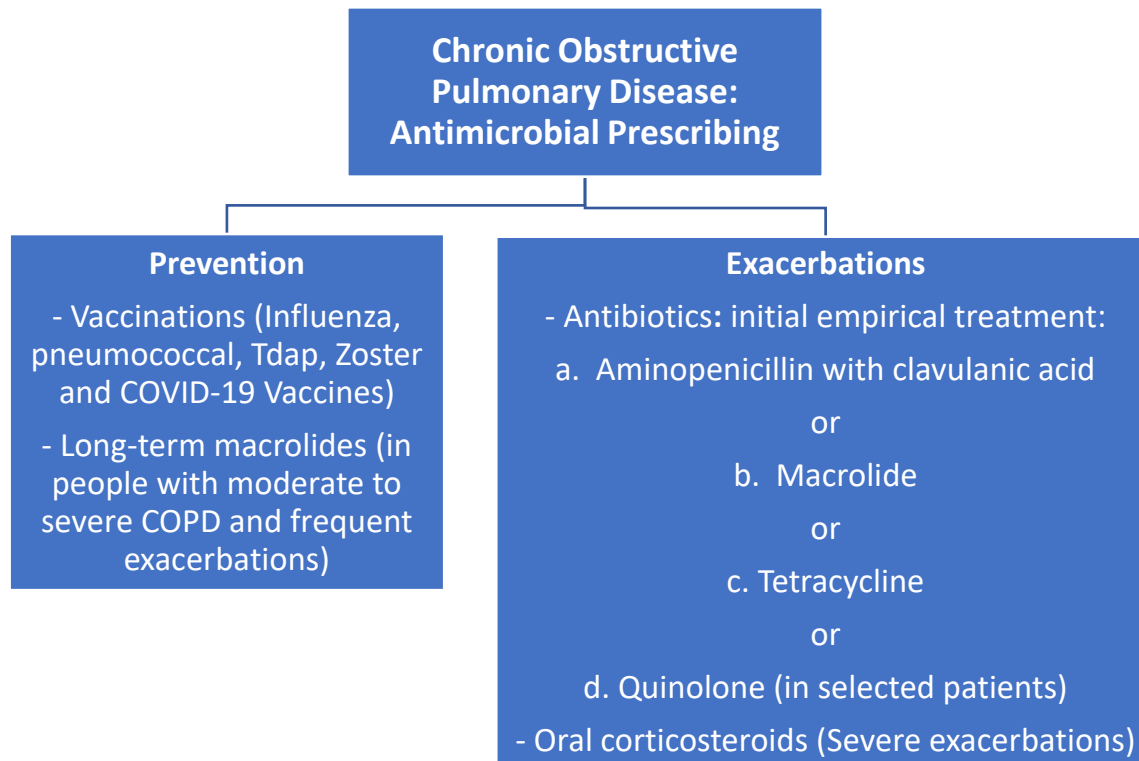 Chronic Obstructive
Pulmonary Disease:
Antimicrobial Prescribing
Prevention
- Vaccinations (Influenza,
pneumococcal, Tdap, Zoster
and COVID-19 Vaccines)
- Long-term macrolides (in
people with moderate to
severe COPD and frequent
exacerbations)
Exacerbations
- Antibiotics: initial empirical treatment:
a. Aminopenicillin with clavulanic acid
or
b. Macrolide
or
c. Tetracycline
or
d. Quinolone (in selected patients)
- Oral corticosteroids (Severe exacerbations)